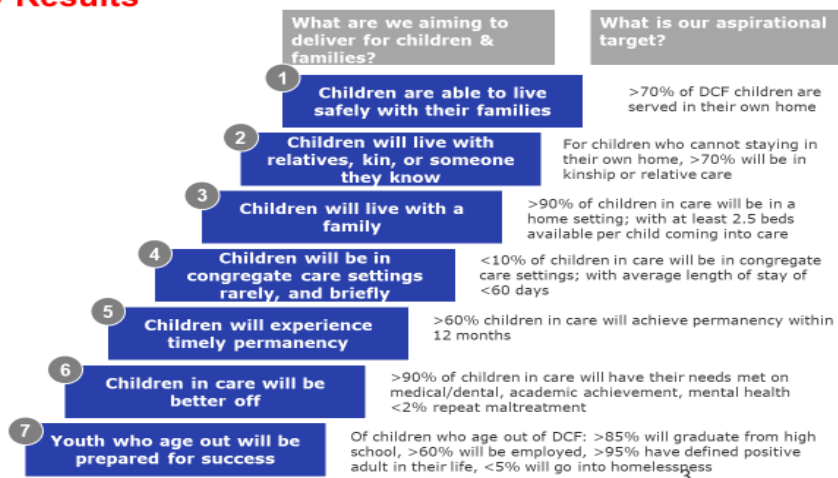 Results
What are we aiming to
deliver for children &
families?
What is our aspirational
target?
1
Children are able to live
safely with their families
>70% of DCF children are
served in their own home
2
Children will live with
relatives, kin, or someone
they know
For children who cannot staying in
their own home, >70% will be in
kinship or relative care
3
Children will live with a
family
>90% of children in care will be in a
home setting; with at least 2.5 beds
available per child coming into care
4
Children will be in
congregate care settings
rarely, and briefly
<10% of children in care will be in congregate
care settings; with average length of stay of
<60 days
5
Children will experience
timely permanency
>60% children in care will achieve permanency within
12 months
6
Children in care will be
better off
>90% of children in care will have their needs met on
medical/dental, academic achievement, mental health
<2% repeat maltreatment
7
Youth who age out will be
prepared for success
Of children who age out of DCF: >85% will graduate from high
school, >60% will be employed, >95% have defined positive
adult in their life, <5% will go into homelessness
3